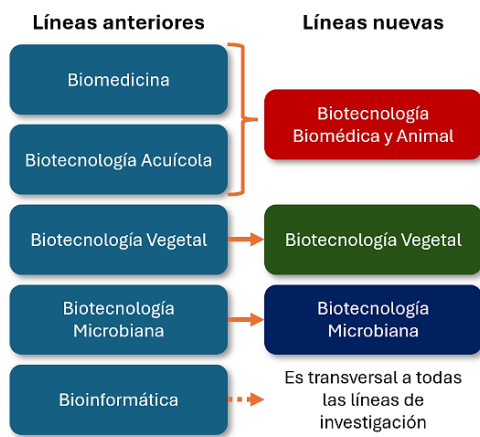 Líneas anteriores
Líneas nuevas
Biomedicina
Biotecnología Acuícola
Biotecnología
Biomédica y Animal
Biotecnología Vegetal
Biotecnología Vegetal
Biotecnología
Microbiana
Biotecnología
Microbiana
Bioinformática
Es transversal a todas
las líneas de
investigación